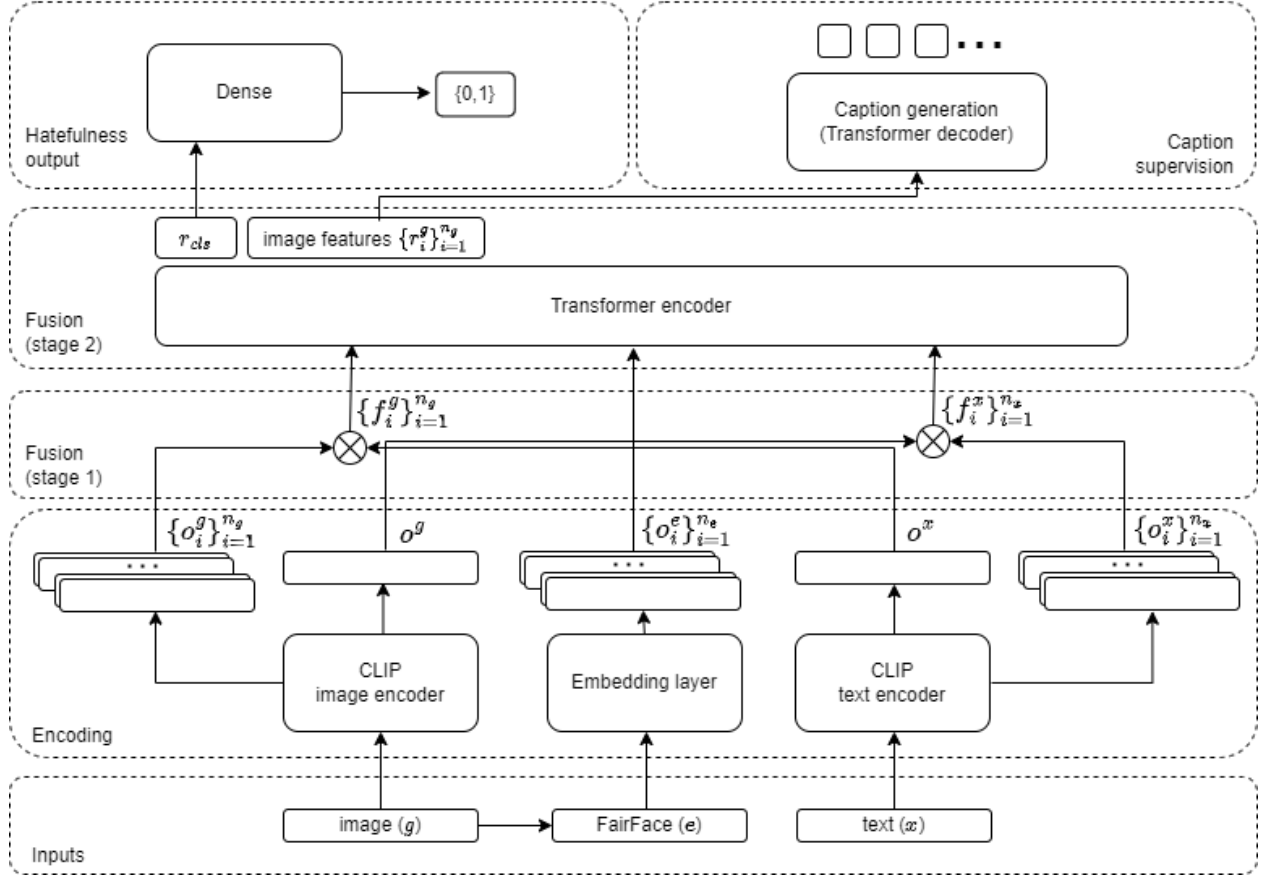 Dense
{0,1}
Hatefulness
output
...
Caption generation
(Transformer decoder)
Caption
supervision
r_cls
image features {r_i^g}_{i=1}^{n_g}
Transformer encoder
Fusion
(stage 2)
{f_i^g}_{i=1}^{n_g}
{f_i^x}_{i=1}^{n_x}
Fusion
(stage 1)
{o_i^g}_{i=1}^{n_g}
o^g
{o_i^e}_{i=1}^{n_e}
o^x
{o_i^x}_{i=1}^{n_x}
...
...
...
CLIP
image encoder
Embedding layer
CLIP
text encoder
Encoding
image (g)
FairFace (e)
text (x)
Inputs